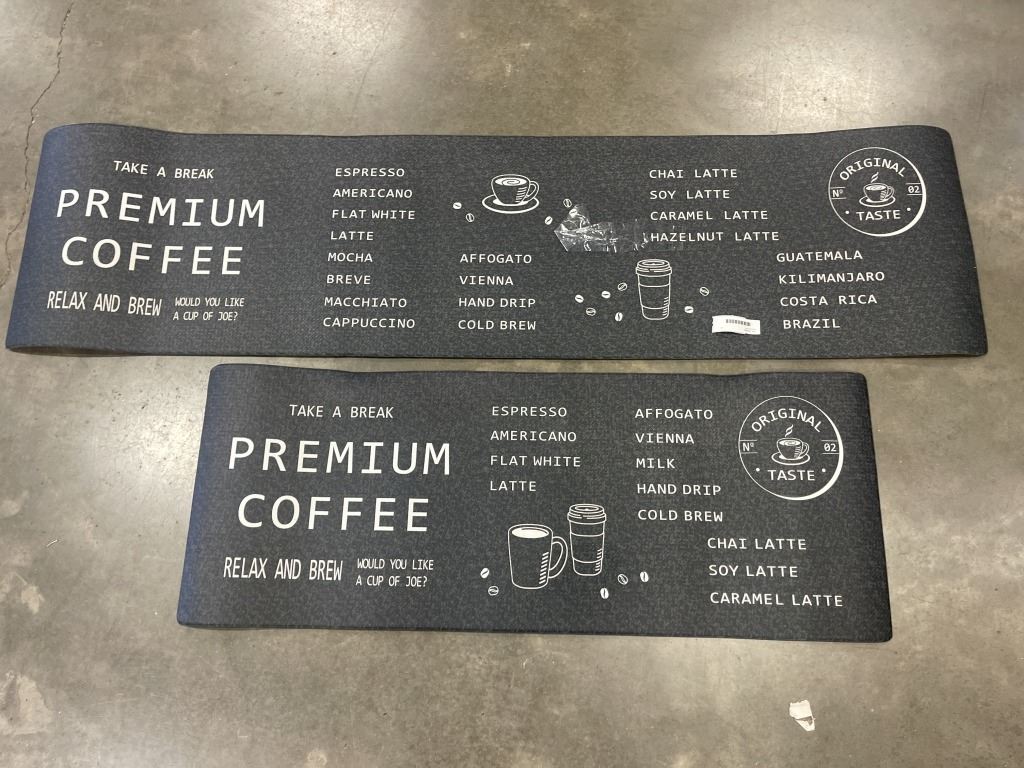 TAKE A BREAK
PREMIUM
COFFEE
RELAX AND BREW
WOULD YOU LIKE
A CUP OF JOE?
ESPRESSO
AMERICANO
FLAT WHITE
LATTE
MOCHA
BREVE
MACCHIATO
CAPPUCCINO
AFFOGATO
VIENNA
HAND DRIP
COLD BREW
CHAI LATTE
SOY LATTE
CARAMEL LATTE
HAZELNUT LATTE
GUATEMALA
KILIMANJARO
COSTA RICA
BRAZIL
ORIGINAL
Nº 02
TASTE
TAKE A BREAK
PREMIUM
COFFEE
RELAX AND BREW
WOULD YOU LIKE
A CUP OF JOE?
ESPRESSO
AMERICANO
FLAT WHITE
LATTE
AFFOGATO
VIENNA
MILK
HAND DRIP
COLD BREW
CHAI LATTE
SOY LATTE
CARAMEL LATTE
ORIGINAL
Nº 02
TASTE